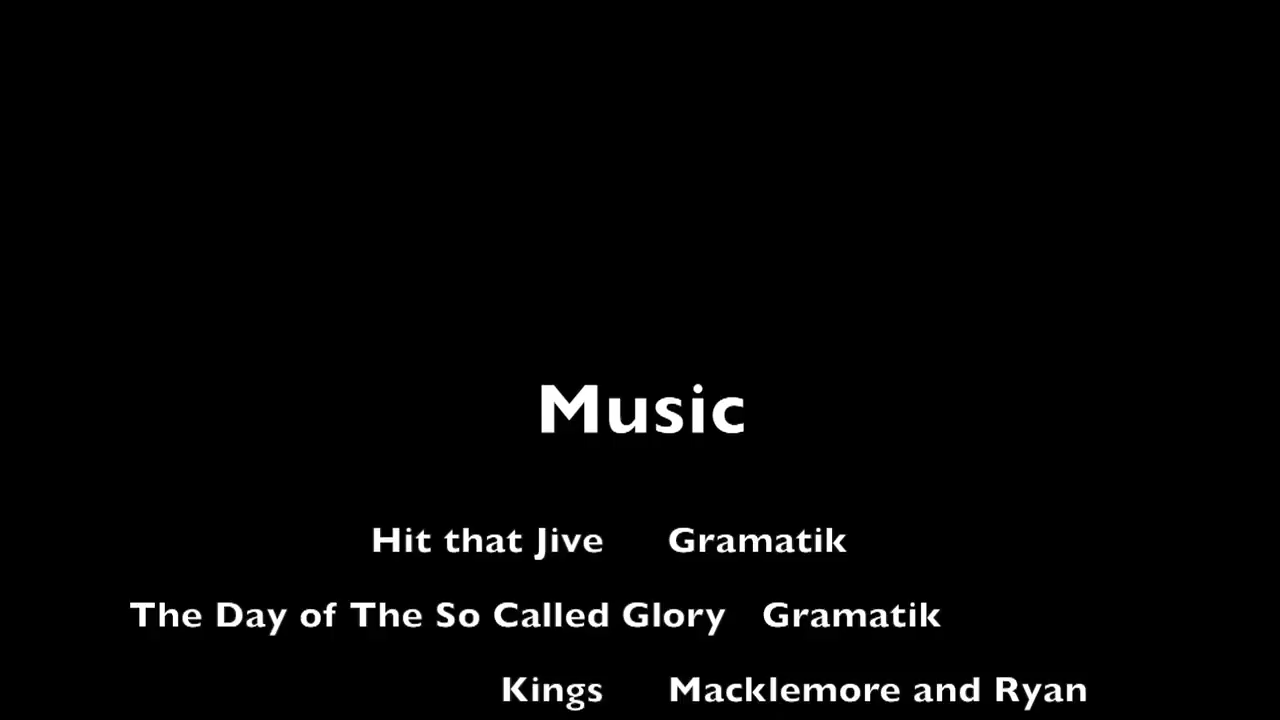 Music
Hit that Jive Gramatik
The Day of The So Called Glory Gramatik
Kings Macklemore and Ryan